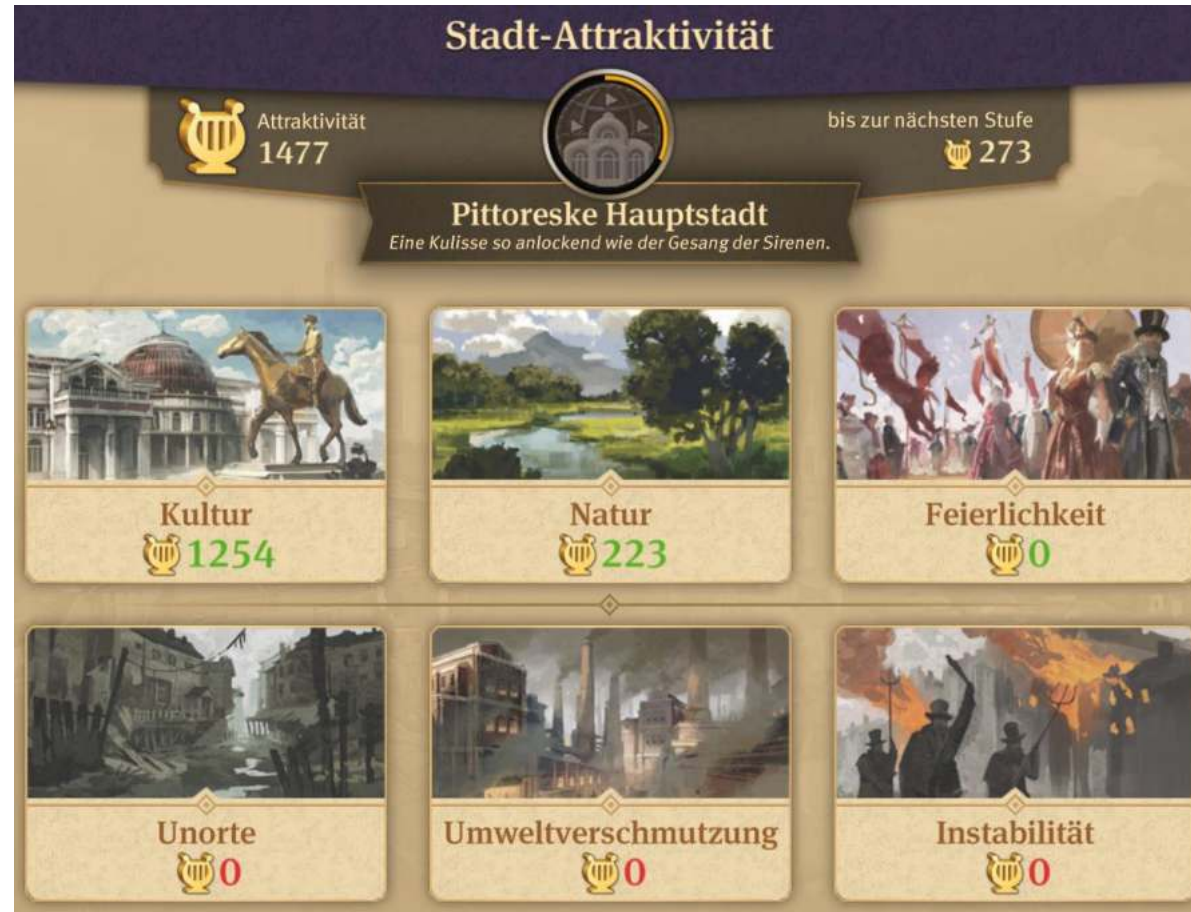 Stadt-Attraktivität
Attraktivität
1477
bis zur nächsten Stufe
273
Pittoreske Hauptstadt
Eine Kulisse so anlockend wie der Gesang der Sirenen.
Kultur
1254
Natur
223
Feierlichkeit
0
Unorte
0
Umweltverschmutzung
0
Instabilität
0